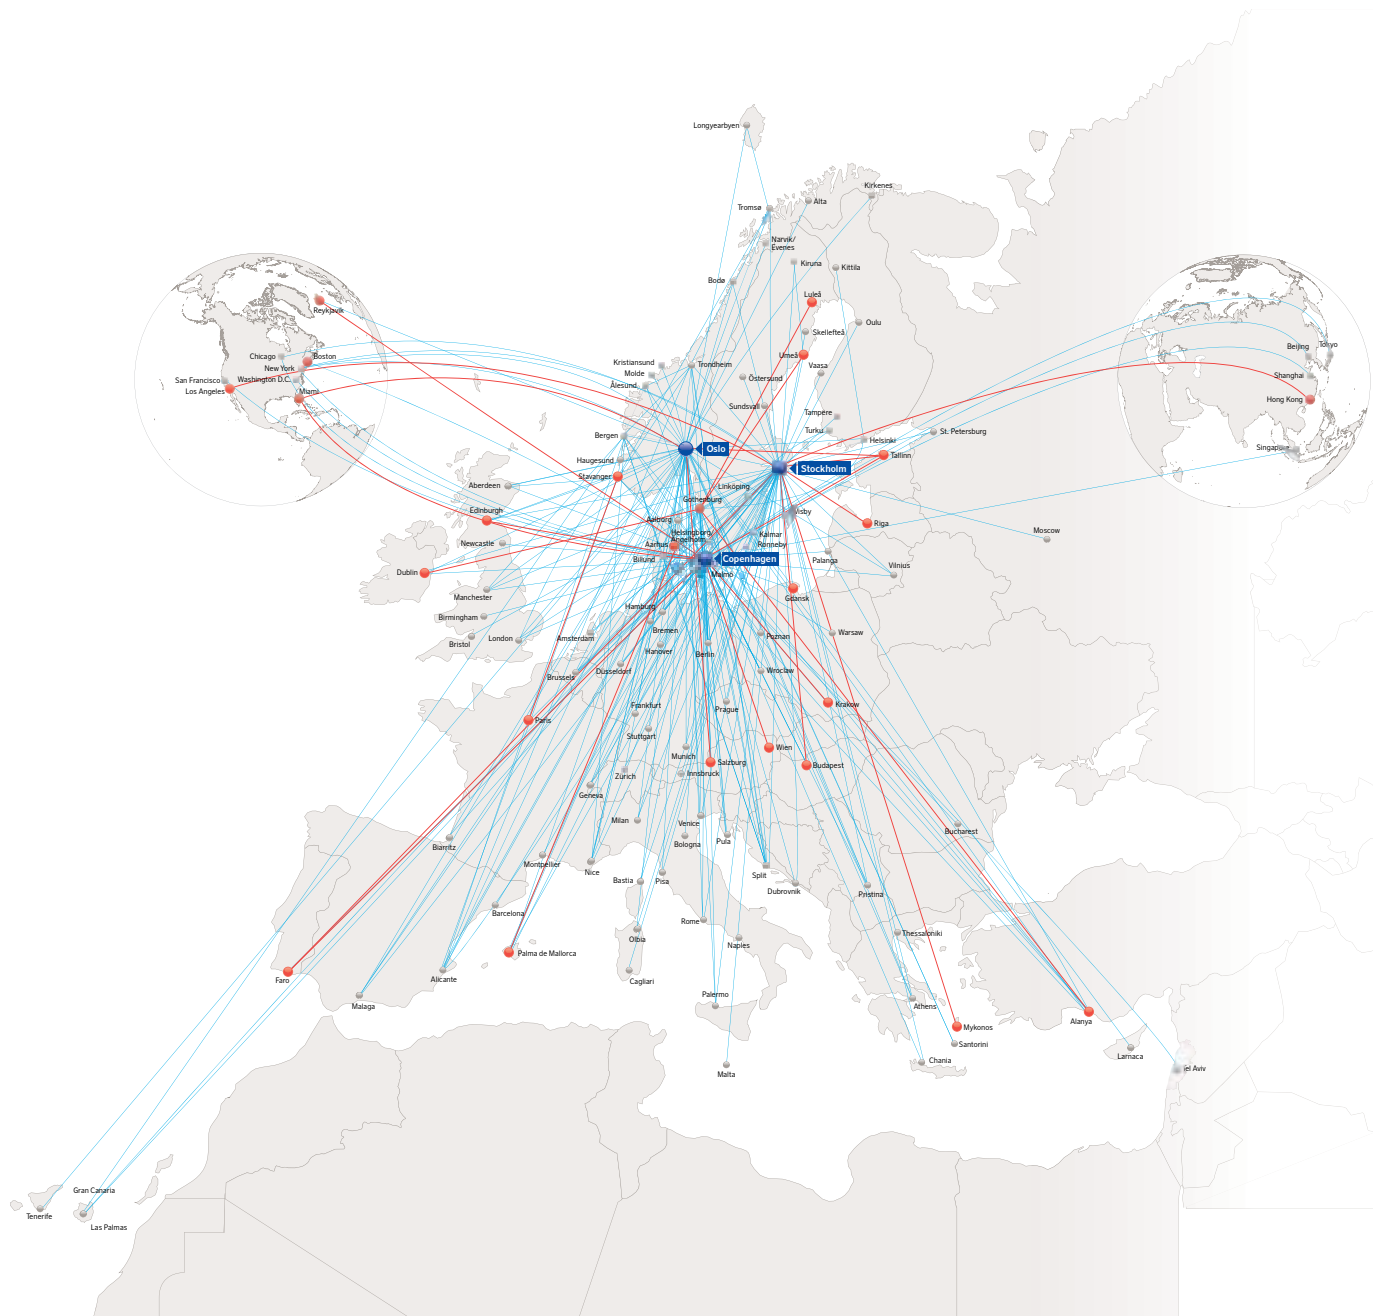 Longyearbyen
Kirkenes
Alta
Tromsø
Narvik/
Evenes
Kiruna
Kittila
Bodø
Luleå
Reykjavik
Oulu
Skellefteå
Chicago
Boston
New York
San Francisco
Washington D.C.
Los Angeles
Miami
Tokyo
Beijing
Shanghai
Hong Kong
Singapore
Umeå
Vaasa
Kristiansund
Molde
Ålesund
Trondheim
Östersund
Sundsvall
Tampere
Turku
Helsinki
St. Petersburg
Tallinn
Bergen
Oslo
Haugesund
Stockholm
Stavanger
Aberdeen
Linköping
Gothenburg
Edinburgh
Visby
Aalborg
Riga
Moscow
Helsingborg
Ängelholm
Kalmar
Ronneby
Newcastle
Aarhus
Billund
Copenhagen
Palanga
Vilnius
Dublin
Malmö
Manchester
Gdansk
Hamburg
Birmingham
Bremen
Bristol
London
Amsterdam
Hanover
Berlin
Poznan
Warsaw
Brussels
Düsseldorf
Wroclaw
Frankfurt
Prague
Krakow
Paris
Stuttgart
Wien
Munich
Salzburg
Budapest
Zürich
Innsbruck
Geneva
Milan
Venice
Bologna
Pula
Bucharest
Biarritz
Montpellier
Nice
Bastia
Pisa
Split
Dubrovnik
Pristina
Barcelona
Rome
Olbia
Naples
Thessaloniki
Palma de Mallorca
Faro
Alicante
Cagliari
Malaga
Palermo
Athens
Alanya
Mykonos
Santorini
Chania
Larnaca
Tel Aviv
Malta
Gran Canaria
Tenerife
Las Palmas